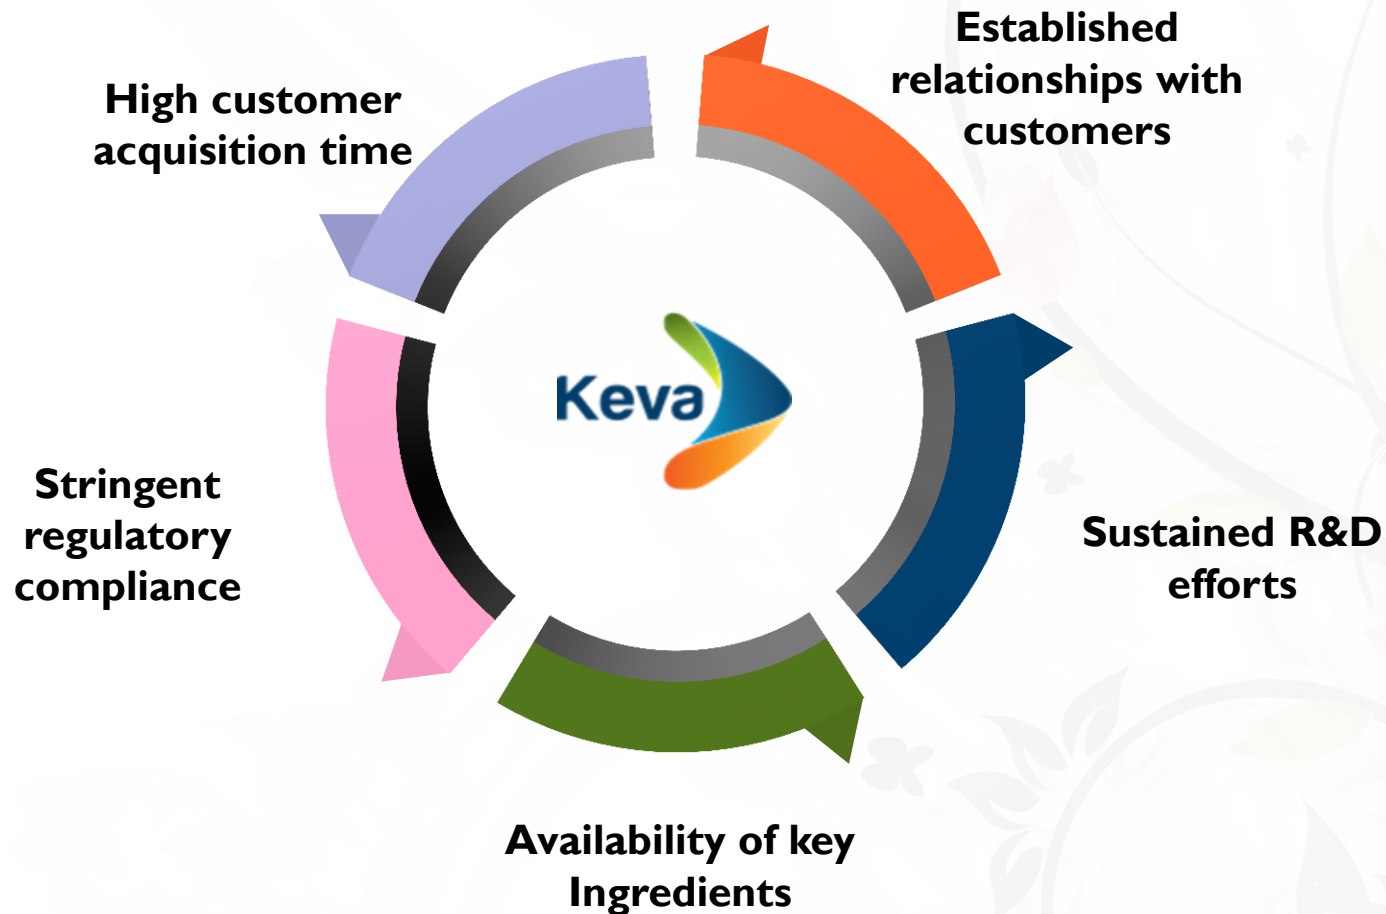 Established
relationships with
customers
High customer
acquisition time
Keva
Stringent
regulatory
compliance
Sustained R&D
efforts
Availability of key
Ingredients